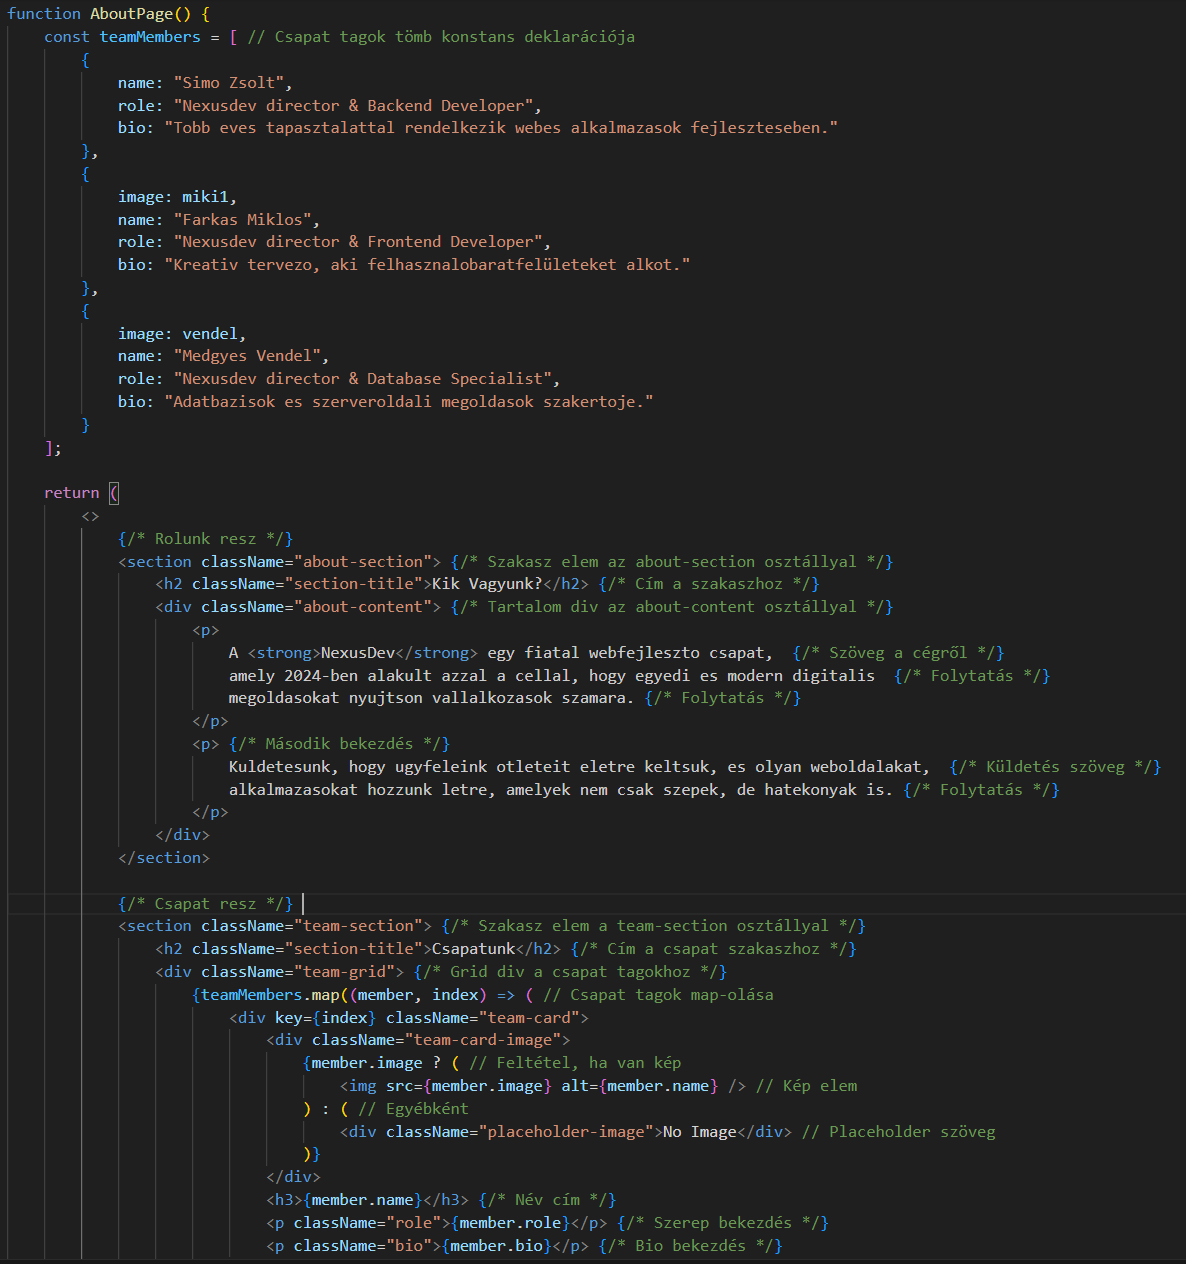 function AboutPage() {
    const teamMembers = [ // Csapat tagok tömb konstans deklarációja
        {
            name: "Simo Zsolt",
            role: "Nexusdev director & Backend Developer",
            bio: "Tobb eves tapasztalattal rendelkezik webes alkalmazasok fejleszteseben."
        },
        {
            image: miki1,
            name: "Farkas Miklos",
            role: "Nexusdev director & Frontend Developer",
            bio: "Kreativ tervezo, aki felhasznalobaratfelületeket alkot."
        },
        {
            image: vendel,
            name: "Medgyes Vendel",
            role: "Nexusdev director & Database Specialist",
            bio: "Adatbazisok es szerveroldali megoldasok szakertoje."
        }
    ];

    return (
        <>
            {/* Rolunk resz */}
            <section className="about-section"> {/* Szakasz elem az about-section osztállyal */}
                <h2 className="section-title">Kik Vagyunk?</h2> {/* Cím a szakaszhoz */}
                <div className="about-content"> {/* Tartalom div az about-content osztállyal */}
                    <p>
                        A <strong>NexusDev</strong> egy fiatal webfejleszto csapat,  {/* Szöveg a cégről */}
                        amely 2024-ben alakult azzal a cellal, hogy egyedi es modern digitalis  {/* Folytatás */}
                        megoldasokat nyujtson vallalkozasok szamara. {/* Folytatás */}
                    </p>
                    <p> {/* Második bekezdés */}
                        Kuldetesunk, hogy ugyfeleink otleteit eletre keltsuk, es olyan weboldalakat,  {/* Küldetés szöveg */}
                        alkalmazasokat hozzunk letre, amelyek nem csak szepek, de hatekonyak is. {/* Folytatás */}
                    </p>
                </div>
            </section>

            {/* Csapat resz */}
            <section className="team-section"> {/* Szakasz elem a team-section osztállyal */}
                <h2 className="section-title">Csapatunk</h2> {/* Cím a csapat szakaszhoz */}
                <div className="team-grid"> {/* Grid div a csapat tagokhoz */}
                    {teamMembers.map((member, index) => ( // Csapat tagok map-olása
                        <div key={index} className="team-card">
                            <div className="team-card-image">
                                {member.image ? ( // Feltétel, ha van kép
                                    <img src={member.image} alt={member.name} /> // Kép elem
                                ) : ( // Egyébként
                                    <div className="placeholder-image">No Image</div> // Placeholder szöveg
                                )}
                            </div>
                            <h3>{member.name}</h3> {/* Név cím */}
                            <p className="role">{member.role}</p> {/* Szerep bekezdés */}
                            <p className="bio">{member.bio}</p> {/* Bio bekezdés */}